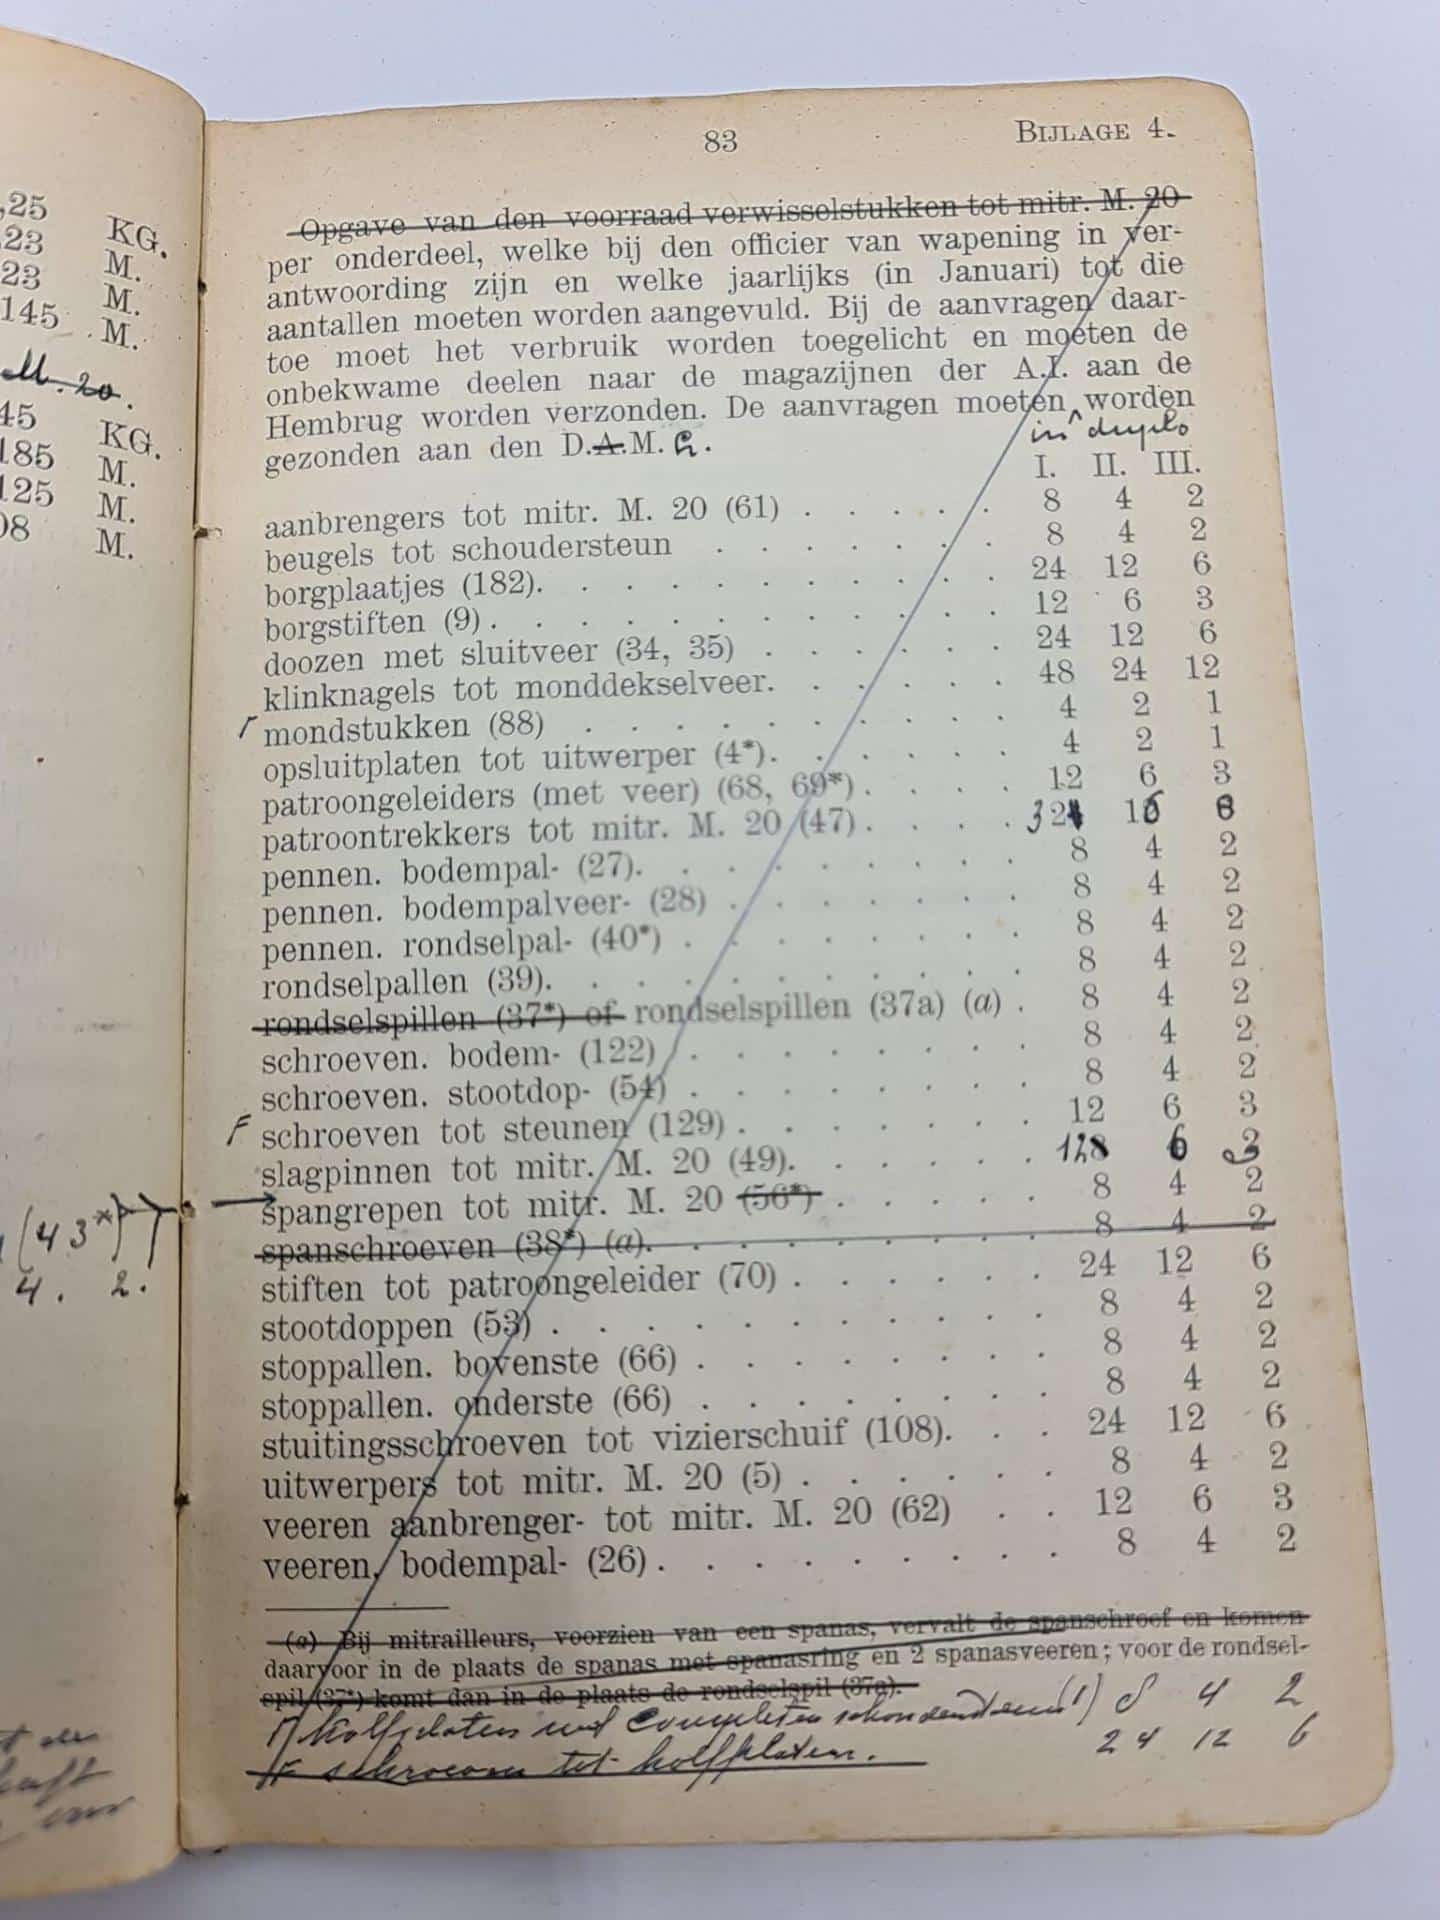 ,25 KG.
,23 M.
23 M.
145 M.
M. 20.
45 KG.
185 M.
125 M.
08 M.
(43*)
4. 2.
83
BIJLAGE 4.
Opgave van den voorraad verwisselstukken tot mitr. M. 20
per onderdeel, welke bij den officier van wapening in ver-
antwoording zijn en welke jaarlijks (in Januari) tot die
aantallen moeten worden aangevuld. Bij de aanvragen daar-
toe moet het verbruik worden toegelicht en moeten de
onbekwame deelen naar de magazijnen der A.I. aan de
Hembrug worden verzonden. De aanvragen moeten worden
in duplo
gezonden aan den D.A.M.G.
I. II. III.
aanbrengers tot mitr. M. 20 (61) . . . . . 8 4 2
beugels tot schoudersteun . . . . . . . 8 4 2
borgplaatjes (182). . . . . . . . . . 24 12 6
borgstiften (9) . . . . . . . . . . . 12 6 3
doozen met sluitveer (34, 35) . . . . . . 24 12 6
klinknagels tot monddekselveer. . . . . . 48 24 12
r mondstukken (88) . . . . . . . . . 4 2 1
opsluitplaten tot uitwerper (4*). . . . . . 4 2 1
patroongeleiders (met veer) (68, 69*) . . . . 12 6 3
patroontrekkers tot mitr. M. 20 (47) . . . . 32 16 8
pennen. bodempal- (27). . . . . . . . . 8 4 2
pennen. bodempalveer- (28) . . . . . . . 8 4 2
pennen. rondselpal- (40*) . . . . . . . . 8 4 2
rondselpallen (39). . . . . . . . . . 8 4 2
rondselspillen (37*) of rondselspillen (37a) (a) . 8 4 2
schroeven. bodem- (122) . . . . . . . . 8 4 2
schroeven. stootdop- (54) . . . . . . . . 8 4 2
F schroeven tot steunen (129) . . . . . . . 12 6 3
slagpinnen tot mitr. M. 20 (49). . . . . . 12 6 3
spangrepen tot mitr. M. 20 (56*) . . . . . 8 4 2
spanschroeven (38*) (a). . . . . . . . . 8 4 2
stiften tot patroongeleider (70) . . . . . . 24 12 6
stootdoppen (53) . . . . . . . . . . 8 4 2
stoppallen. bovenste (66) . . . . . . . . 8 4 2
stoppallen. onderste (66) . . . . . . . . 8 4 2
stuitingsschroeven tot vizierschuif (108). . . 24 12 6
uitwerpers tot mitr. M. 20 (5) . . . . . . 8 4 2
veeren aanbrenger- tot mitr. M. 20 (62) . . 12 6 3
veeren, bodempal- (26) . . . . . . . . . 8 4 2
(a) Bij mitrailleurs, voorzien van een spanas, vervalt de spanschroef en komen
daarvoor in de plaats de spanas met spanasring en 2 spanasveeren; voor de rondsel-
spil (37*) komt dan in de plaats de rondselspil (37a).
kolfplaten met completen schoudersteun (1) 8 4 2
F schroeven tot kolfplaten. 24 12 6